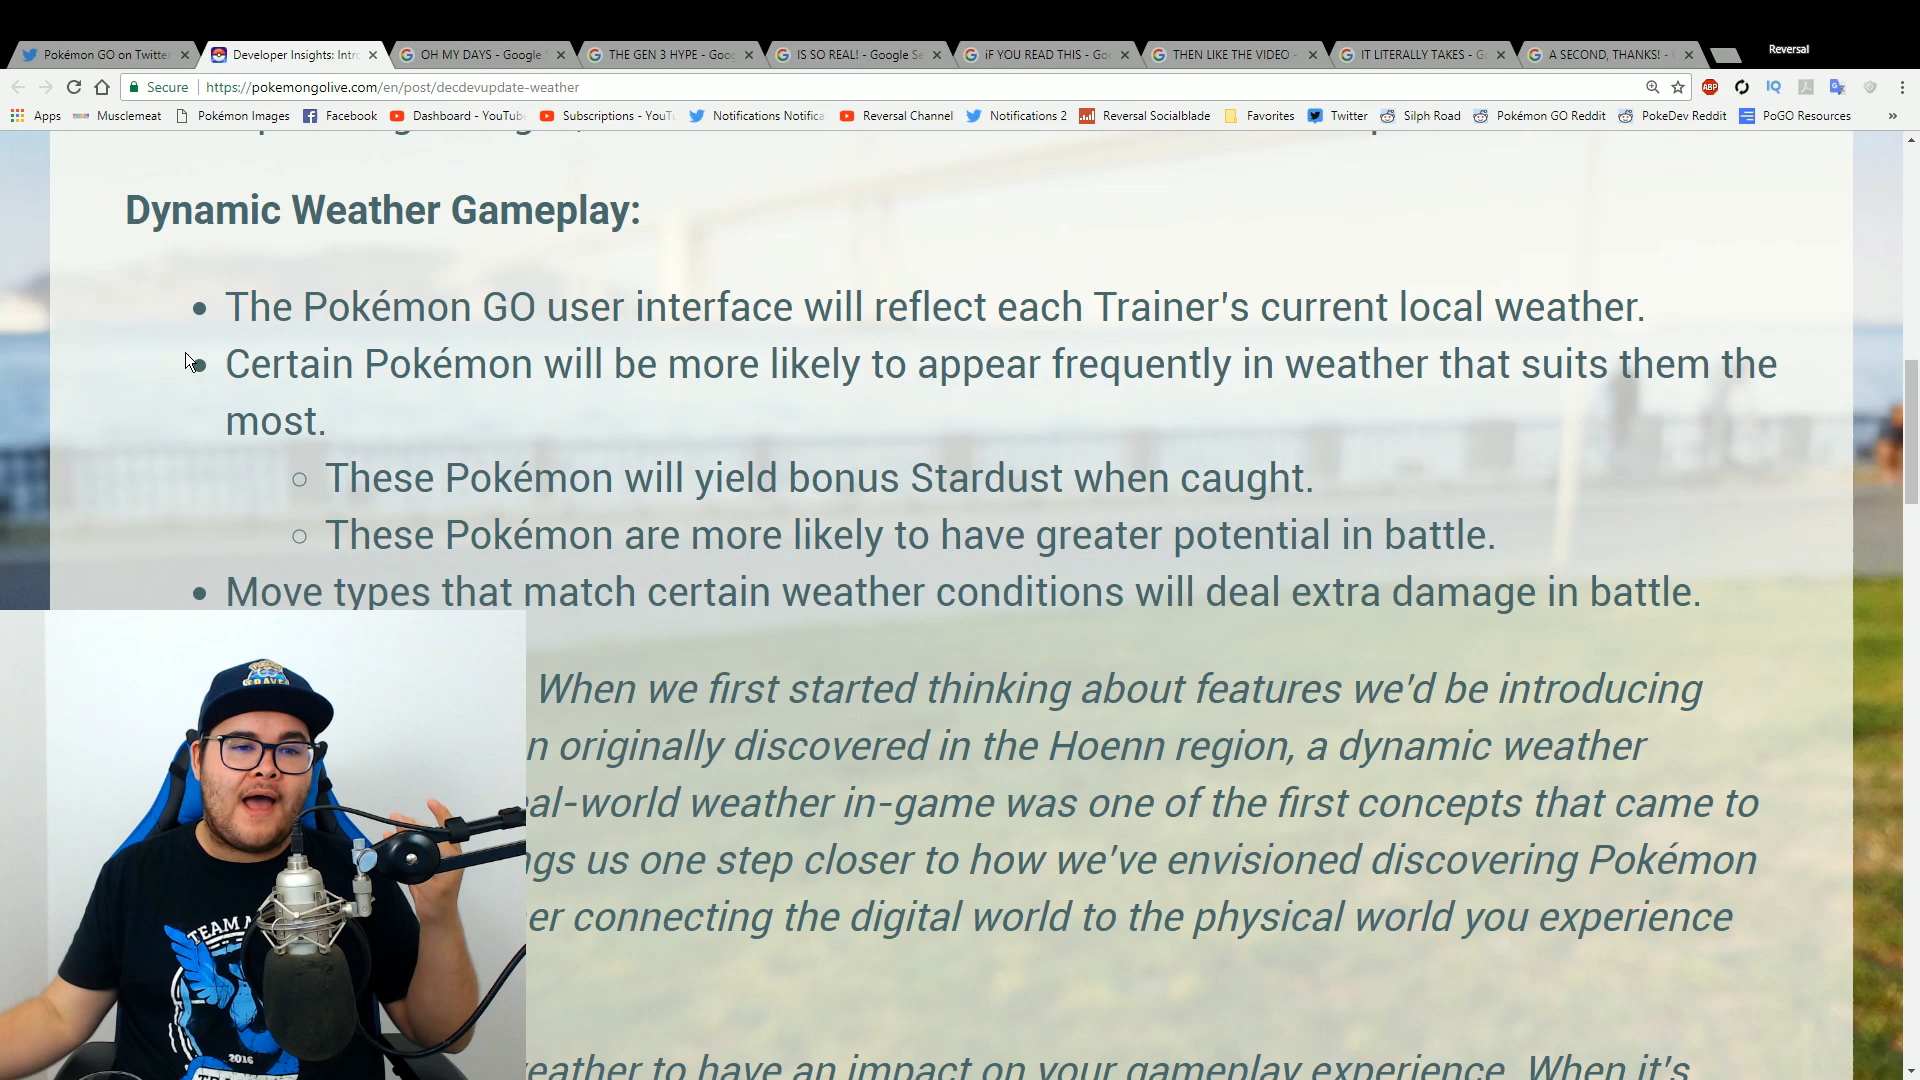 Reversal
Pokémon GO on Twitte
Developer Insights: Intr
OH MY DAYS - Google
THE GEN 3 HYPE - Goog
IS SO REAL! - Google Se
iF YOU READ THIS - Go
THEN LIKE THE VIDEO -
IT LITERALLY TAKES - G
A SECOND, THANKS! -
Secure https://pokemongolive.com/en/post/decdevupdate-weather
ABP
IQ
Apps Musclemeat Pokémon Images Facebook Dashboard - YouTub Subscriptions - YouT Notifications Notifica Reversal Channel Notifications 2 Reversal Socialblade Favorites Twitter Silph Road Pokémon GO Reddit PokeDev Reddit PoGO Resources »
Dynamic Weather Gameplay:
• The Pokémon GO user interface will reflect each Trainer's current local weather.
• Certain Pokémon will be more likely to appear frequently in weather that suits them the
most.
○ These Pokémon will yield bonus Stardust when caught.
○ These Pokémon are more likely to have greater potential in battle.
• Move types that match certain weather conditions will deal extra damage in battle.
When we first started thinking about features we'd be introducing
n originally discovered in the Hoenn region, a dynamic weather
al-world weather in-game was one of the first concepts that came to
ngs us one step closer to how we've envisioned discovering Pokémon
er connecting the digital world to the physical world you experience
eather to have an impact on your gameplay experience. When it's
TEAM M
2016